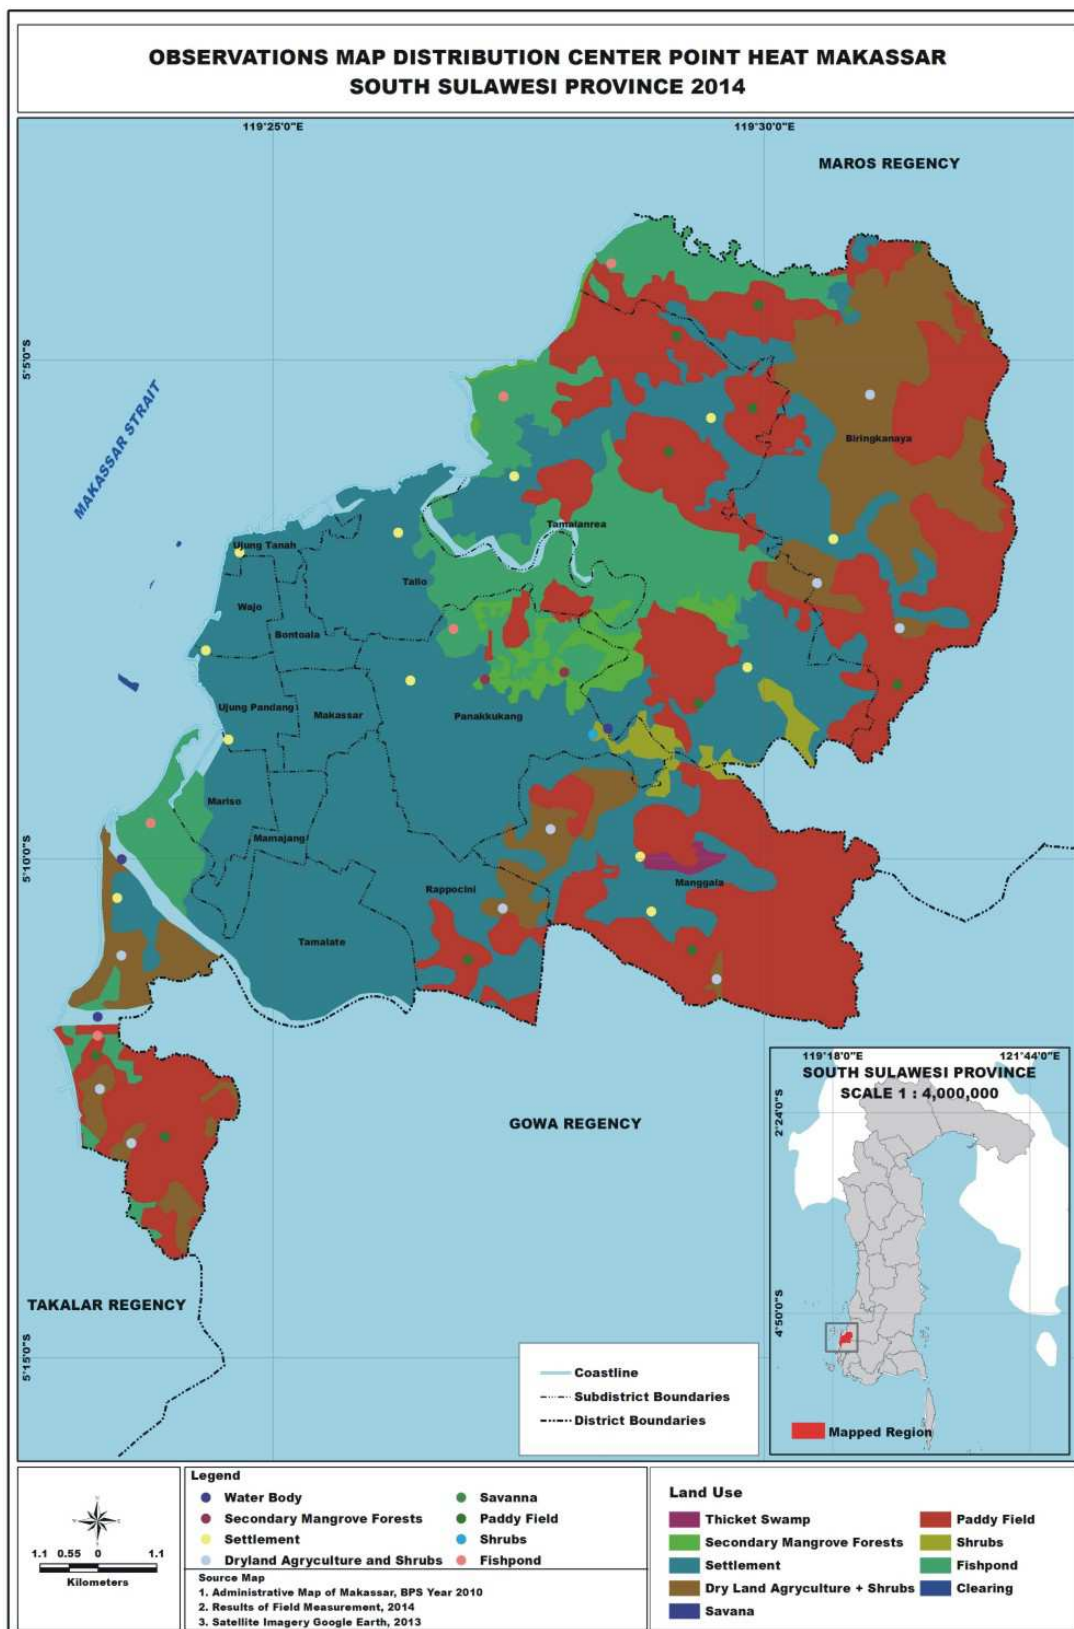 OBSERVATIONS MAP DISTRIBUTION CENTER POINT HEAT MAKASSAR
SOUTH SULAWESI PROVINCE 2014
119°25'0"E
119°30'0"E
MAROS REGENCY
5°5'0"S
MAKASSAR STRAIT
Biringkanaya
Tamalanrea
Ujung Tanah
Tallo
Wajo
Bontoala
Ujung Pandang
Makassar
Panakkukang
Mariso
Mamajang
5°10'0"S
Rappocini
Manggala
Tamalate
GOWA REGENCY
TAKALAR REGENCY
5°15'0"S
119°18'0"E
121°44'0"E
SOUTH SULAWESI PROVINCE
SCALE 1 : 4,000,000
2°24'0"S
4°50'0"S
Mapped Region
Coastline
Subdistrict Boundaries
District Boundaries
1.1 0.55 0 1.1
Kilometers
Legend
Water Body
Secondary Mangrove Forests
Settlement
Dryland Agryculture and Shrubs
Savanna
Paddy Field
Shrubs
Fishpond
Source Map
1. Administrative Map of Makassar, BPS Year 2010
2. Results of Field Measurement, 2014
3. Satellite Imagery Google Earth, 2013
Land Use
Thicket Swamp
Secondary Mangrove Forests
Settlement
Dry Land Agryculture + Shrubs
Savana
Paddy Field
Shrubs
Fishpond
Clearing